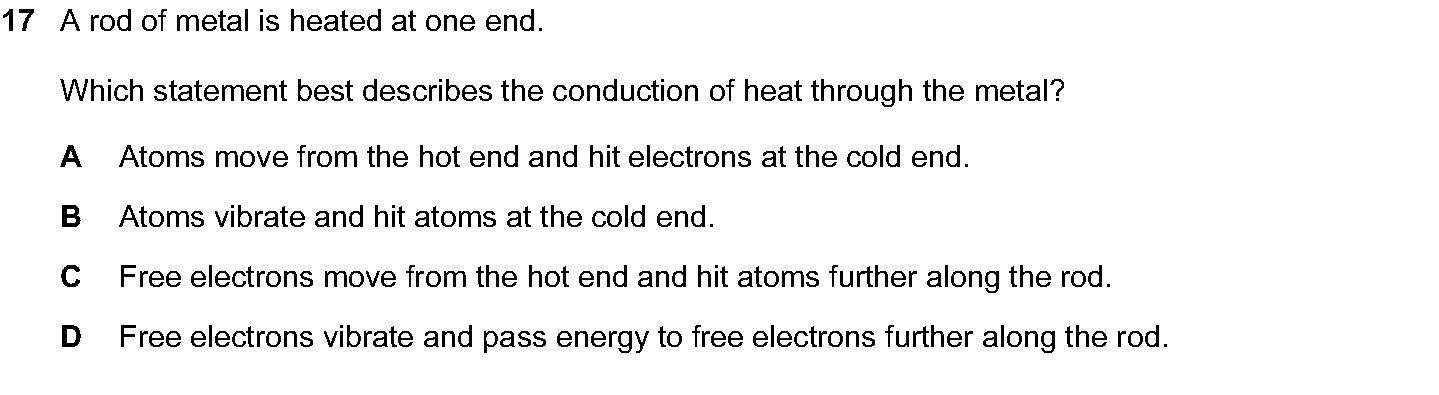 17 A rod of metal is heated at one end.
Which statement best describes the conduction of heat through the metal?
A Atoms move from the hot end and hit electrons at the cold end.
B Atoms vibrate and hit atoms at the cold end.
C Free electrons move from the hot end and hit atoms further along the rod.
D Free electrons vibrate and pass energy to free electrons further along the rod.